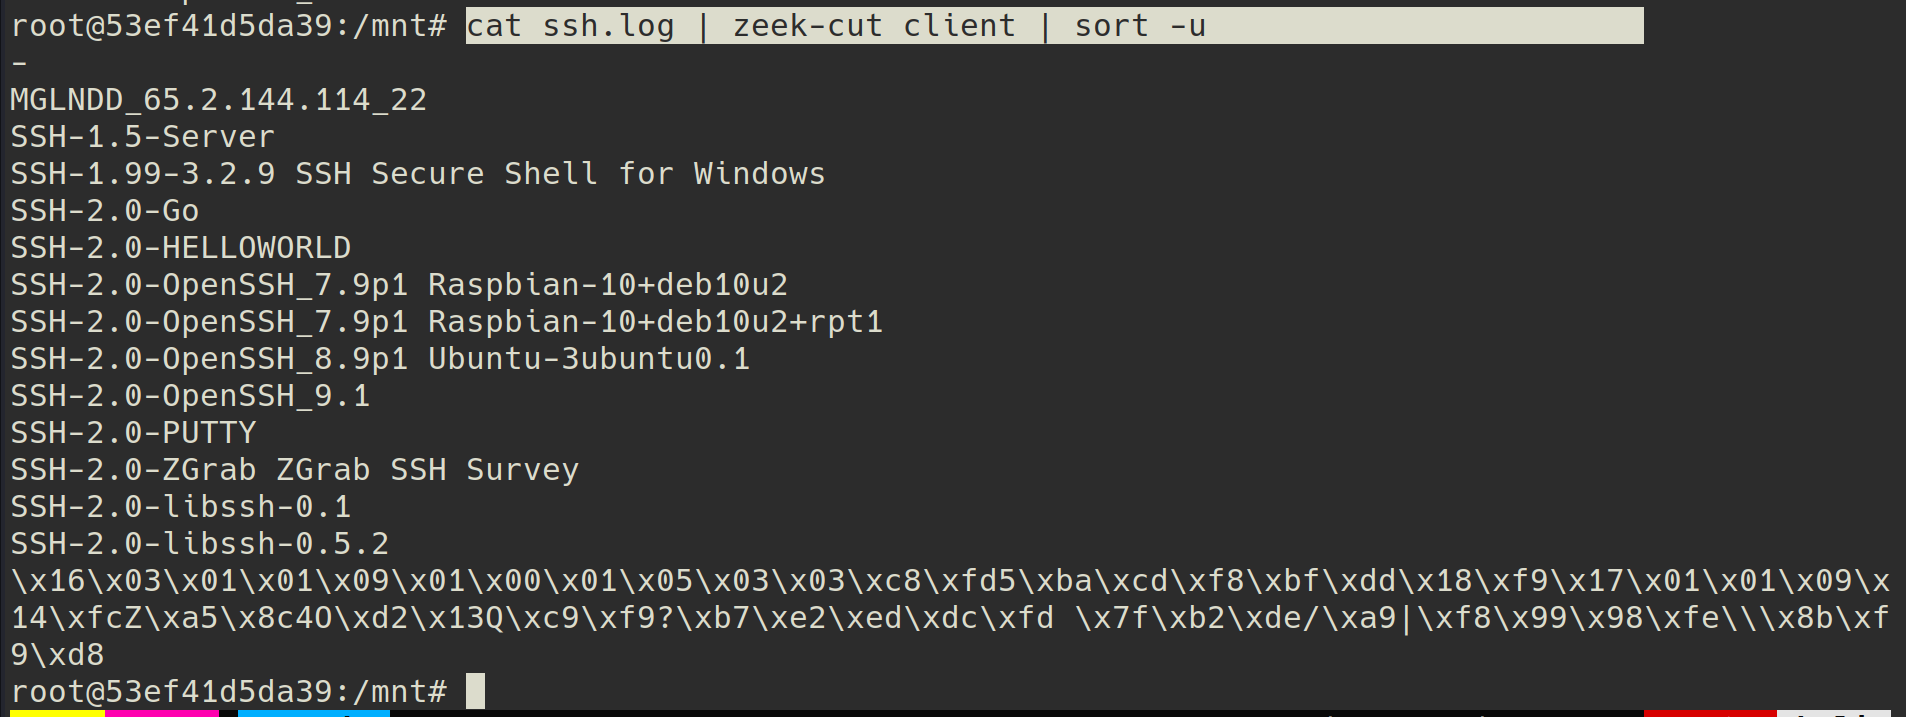 root@53ef41d5da39:/mnt# cat ssh.log | zeek-cut client | sort -u
-
MGLNDD_65.2.144.114_22
SSH-1.5-Server
SSH-1.99-3.2.9 SSH Secure Shell for Windows
SSH-2.0-Go
SSH-2.0-HELLOWORLD
SSH-2.0-OpenSSH_7.9p1 Raspbian-10+deb10u2
SSH-2.0-OpenSSH_7.9p1 Raspbian-10+deb10u2+rpt1
SSH-2.0-OpenSSH_8.9p1 Ubuntu-3ubuntu0.1
SSH-2.0-OpenSSH_9.1
SSH-2.0-PUTTY
SSH-2.0-ZGrab ZGrab SSH Survey
SSH-2.0-libssh-0.1
SSH-2.0-libssh-0.5.2
\x16\x03\x01\x01\x09\x01\x00\x01\x05\x03\x03\xc8\xfd5\xba\xcd\xf8\xbf\xdd\x18\xf9\x17\x01\x01\x09\x
14\xfcZ\xa5\x8c4O\xd2\x13Q\xc9\xf9?\xb7\xe2\xed\xdc\xfd \x7f\xb2\xde/\xa9|\xf8\x99\x98\xfe\\\x8b\xf
9\xd8
root@53ef41d5da39:/mnt#